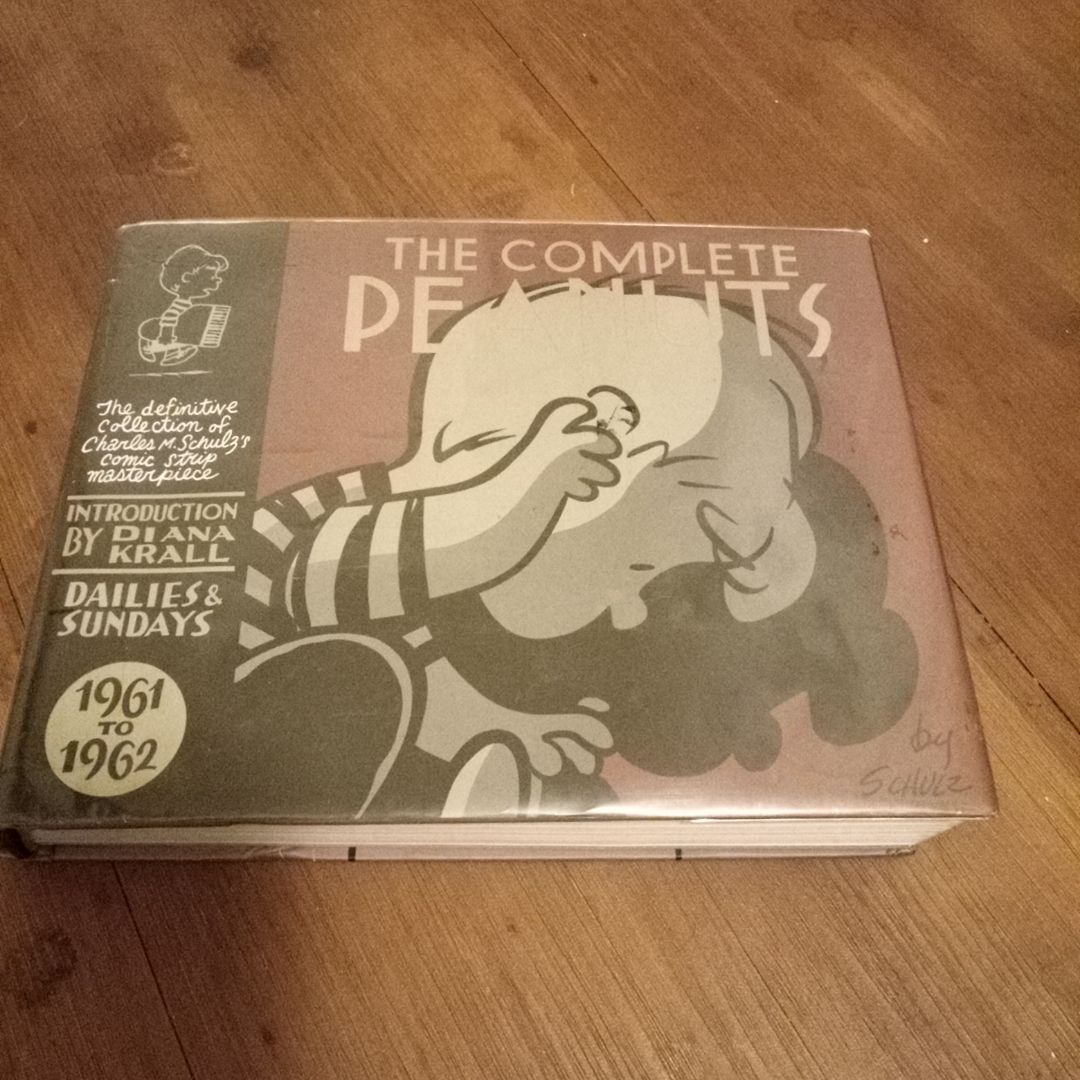 THE COMPLETE
PEANUTS
The definitive
collection of
Charles M. Schulz's
comic strip
masterpiece
INTRODUCTION
BY DIANA
KRALL
DAILIES &
SUNDAYS
1961
TO
1962
by
SCHULZ